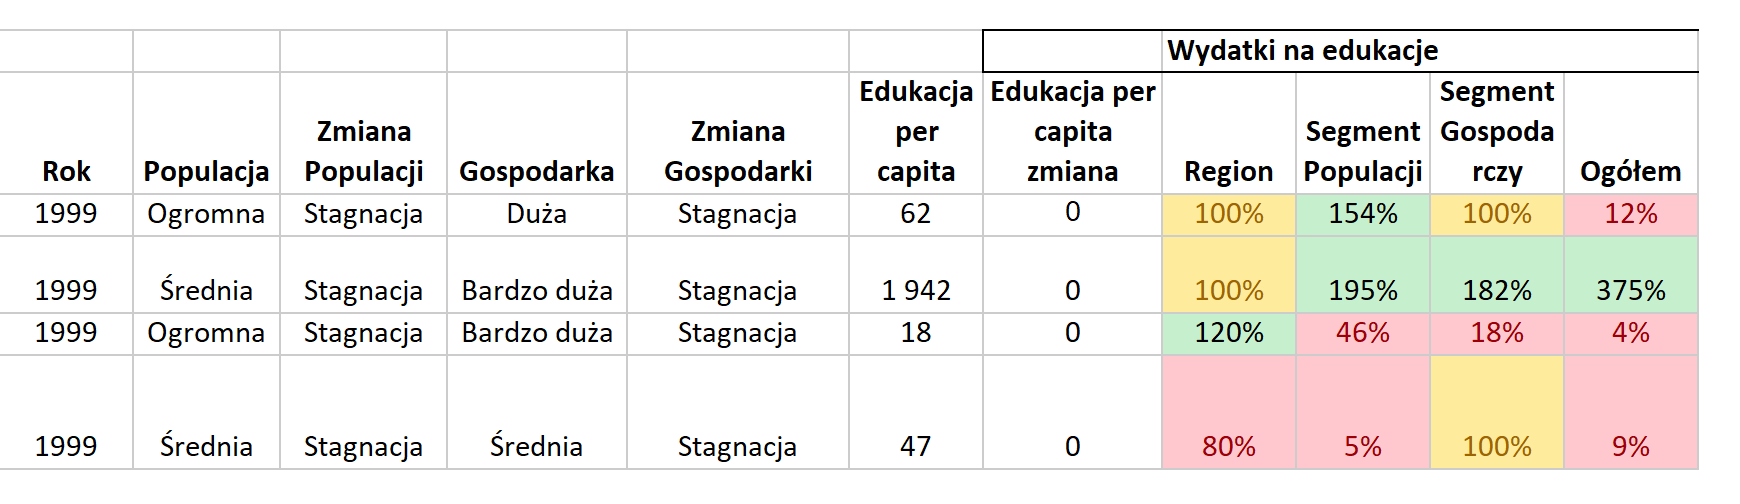 Wydatki na edukacje
Rok Populacja Zmiana Populacji Gospodarka Zmiana Gospodarki Edukacja per capita Edukacja per capita zmiana Region Segment Populacji Segment Gospoda rczy Ogółem
1999 Ogromna Stagnacja Duża Stagnacja 62 0 100% 154% 100% 12%
1999 Średnia Stagnacja Bardzo duża Stagnacja 1 942 0 100% 195% 182% 375%
1999 Ogromna Stagnacja Bardzo duża Stagnacja 18 0 120% 46% 18% 4%
1999 Średnia Stagnacja Średnia Stagnacja 47 0 80% 5% 100% 9%